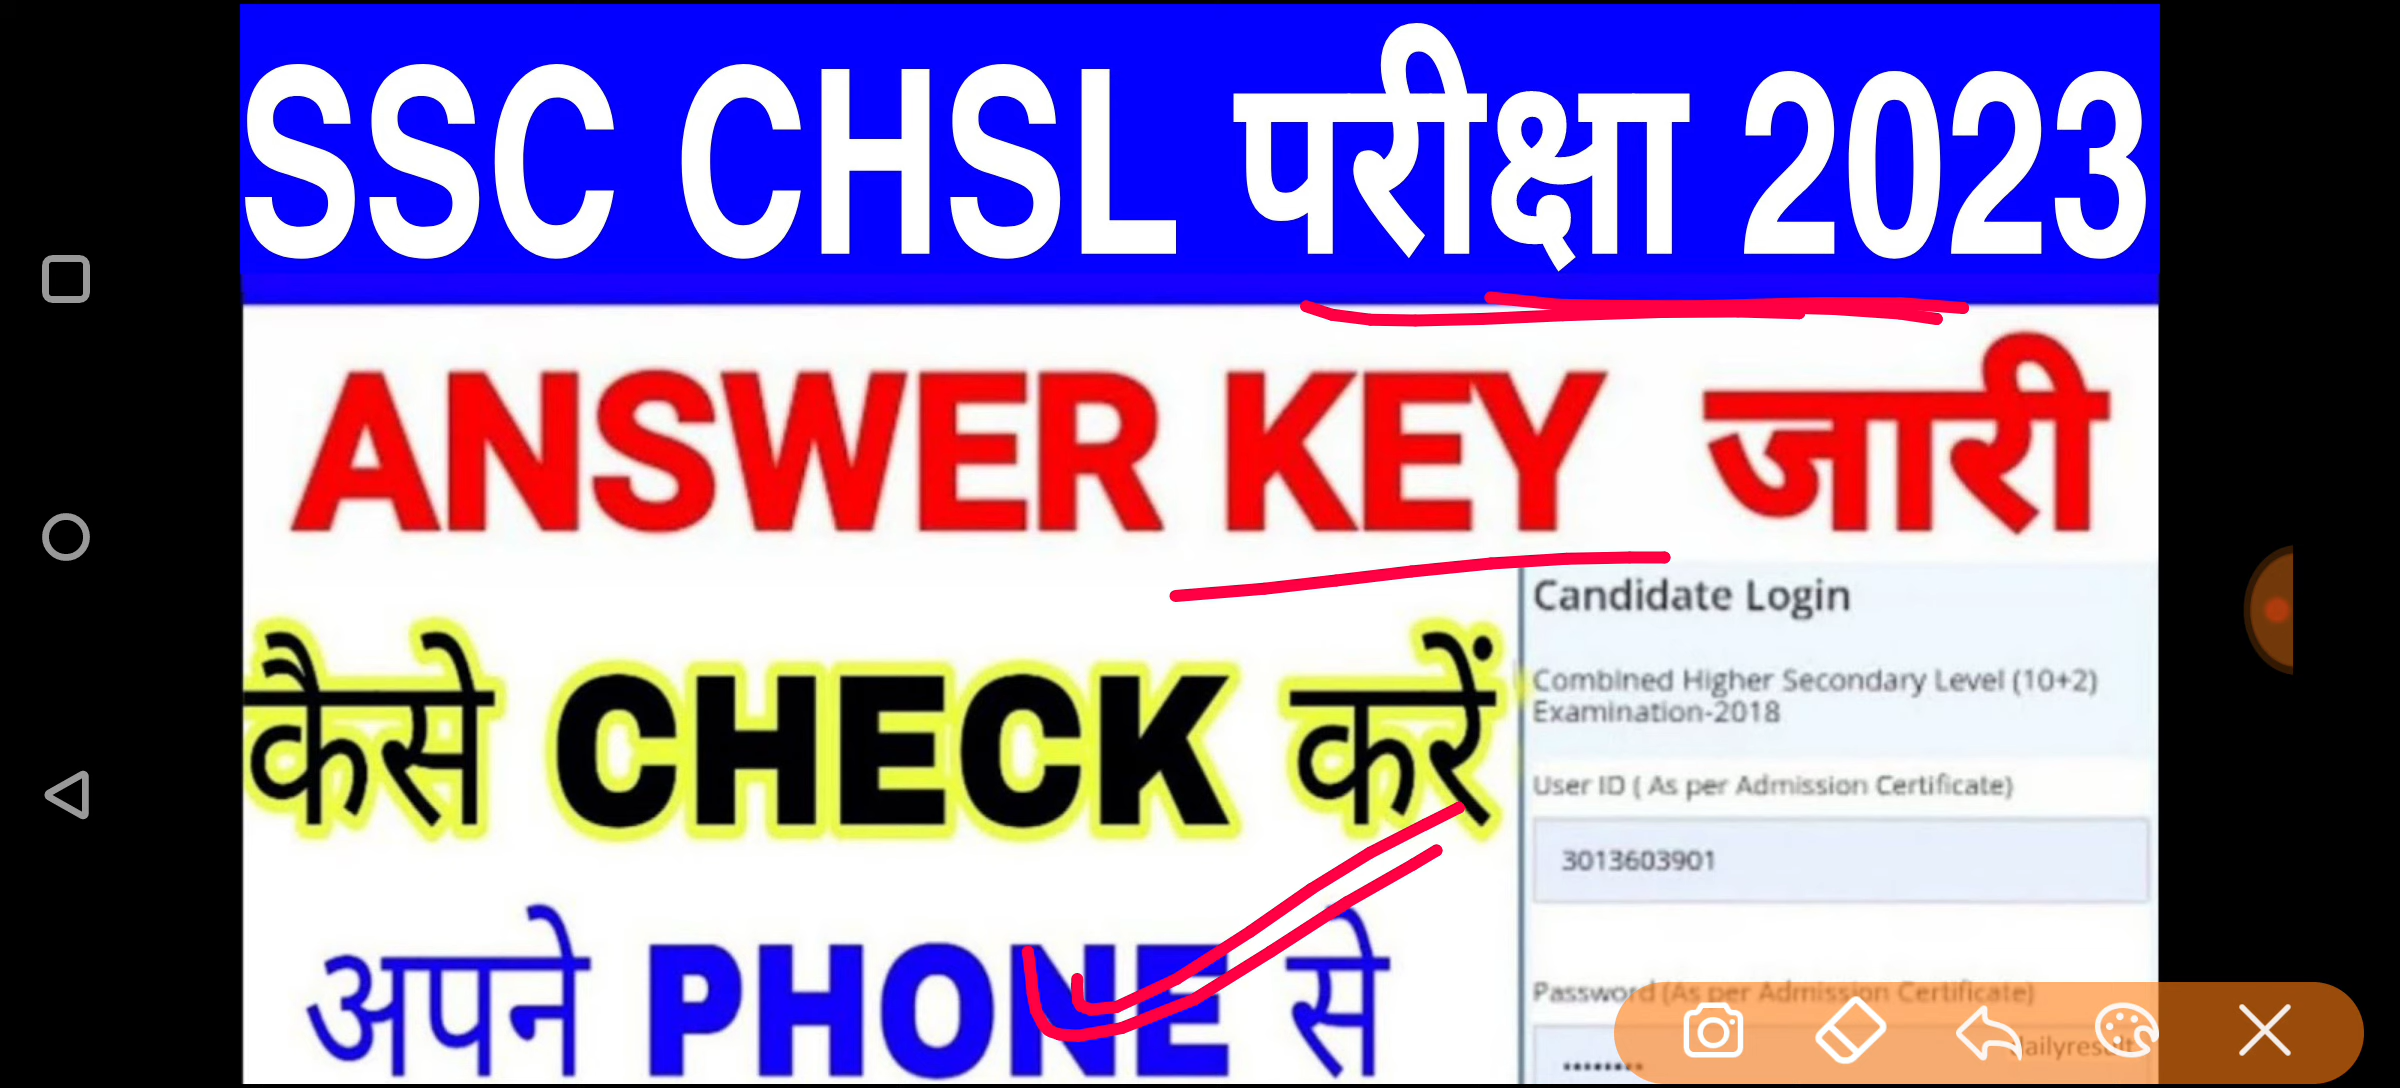 SSC CHSL परीक्षा 2023
ANSWER KEY जारी
कैसे CHECK करें
अपने PHONE से
Candidate Login
Combined Higher Secondary Level (10+2)
Examination-2018
User ID ( As per Admission Certificate)
3013603901
Password (As per Admission Certificate)